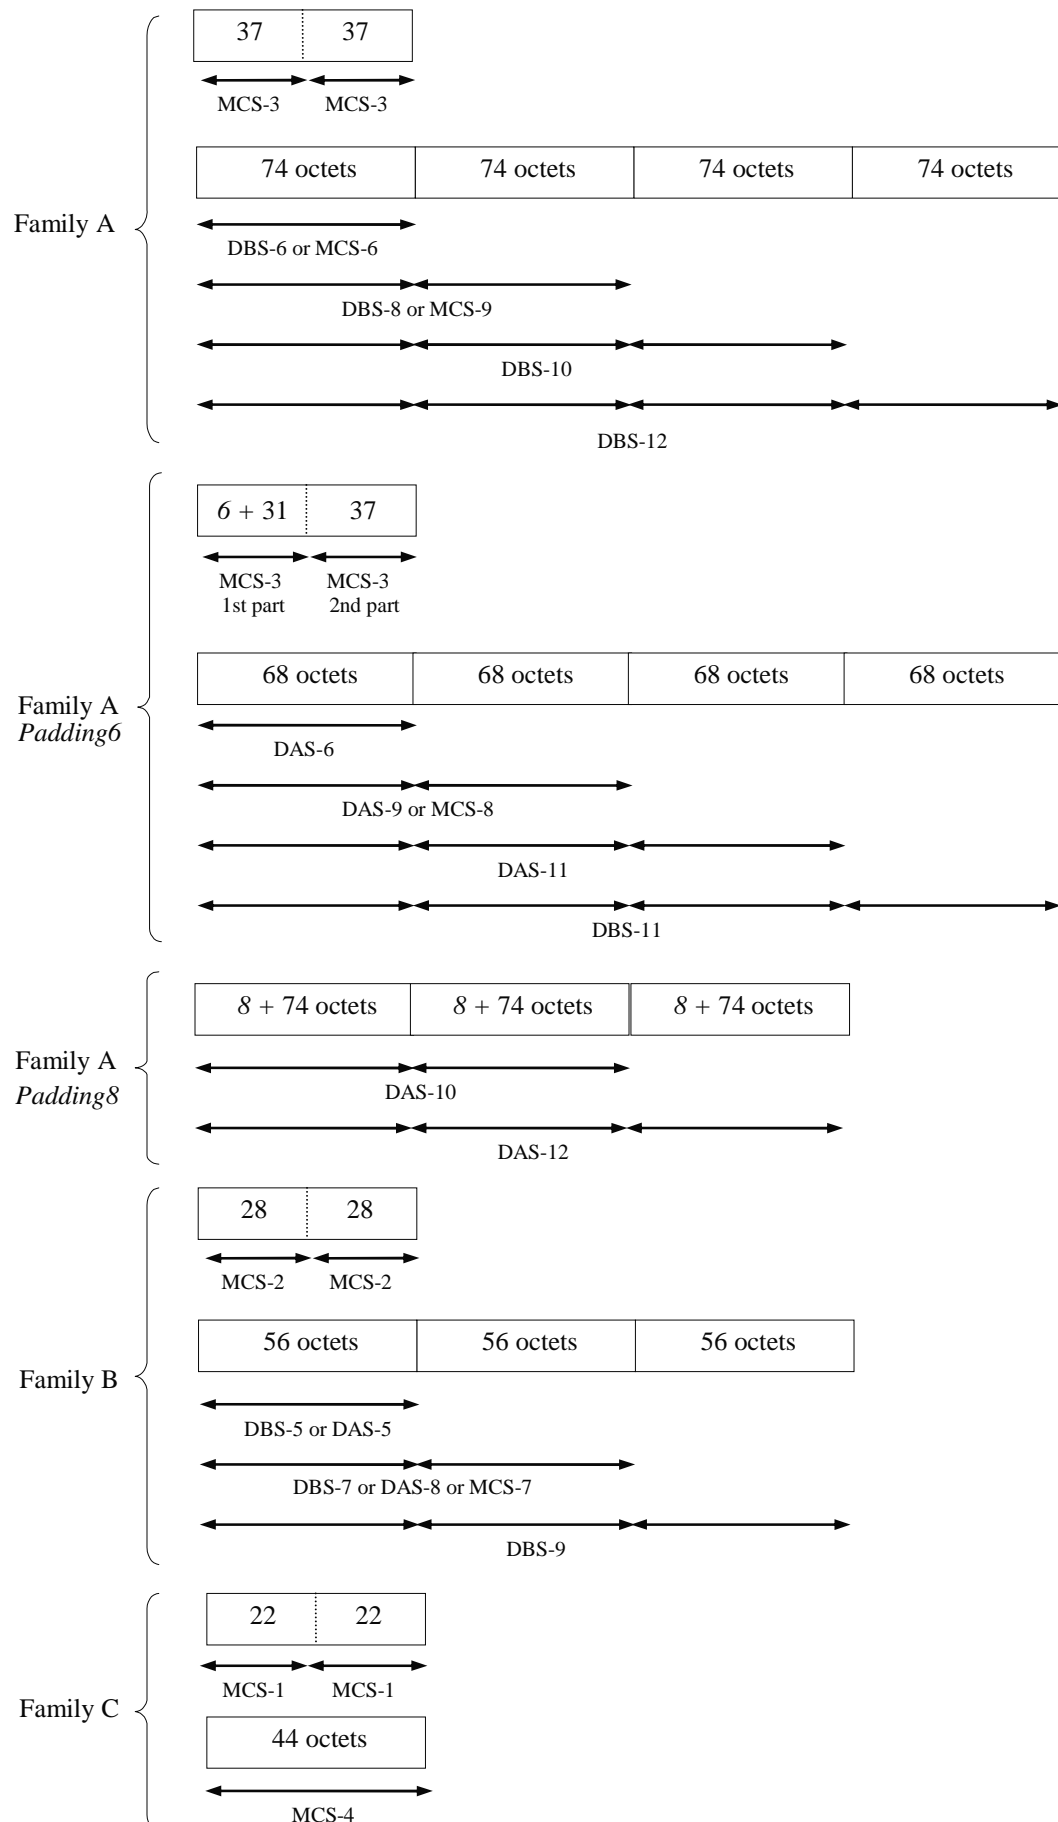 37 37
MCS-3 MCS-3
74 octets 74 octets 74 octets 74 octets
Family A
DBS-6 or MCS-6
DBS-8 or MCS-9
DBS-10
DBS-12
6 + 31 37
MCS-3 MCS-3
1st part 2nd part
68 octets 68 octets 68 octets 68 octets
Family A
Padding6
DAS-6
DAS-9 or MCS-8
DAS-11
DBS-11
8 + 74 octets 8 + 74 octets 8 + 74 octets
Family A
Padding8
DAS-10
DAS-12
28 28
MCS-2 MCS-2
56 octets 56 octets 56 octets
Family B
DBS-5 or DAS-5
DBS-7 or DAS-8 or MCS-7
DBS-9
22 22
MCS-1 MCS-1
Family C
44 octets
MCS-4